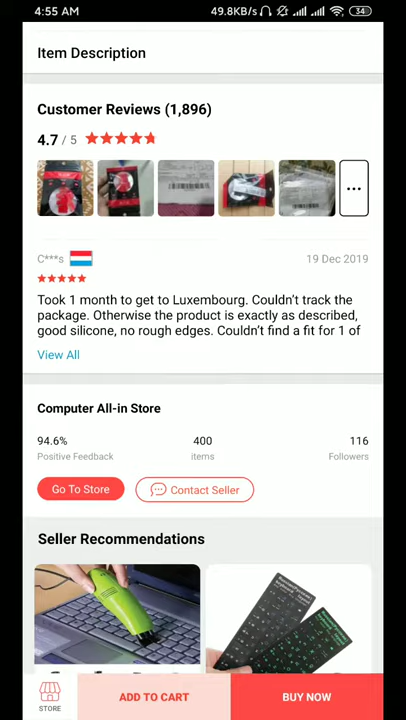 4:55 AM 49.8KB/s 34
Item Description
Customer Reviews (1,896)
4.7 / 5
C***s 19 Dec 2019
Took 1 month to get to Luxembourg. Couldn't track the
package. Otherwise the product is exactly as described,
good silicone, no rough edges. Couldn't find a fit for 1 of
View All
Computer All-in Store
94.6% 400 116
Positive Feedback items Followers
Go To Store Contact Seller
Seller Recommendations
STORE ADD TO CART BUY NOW